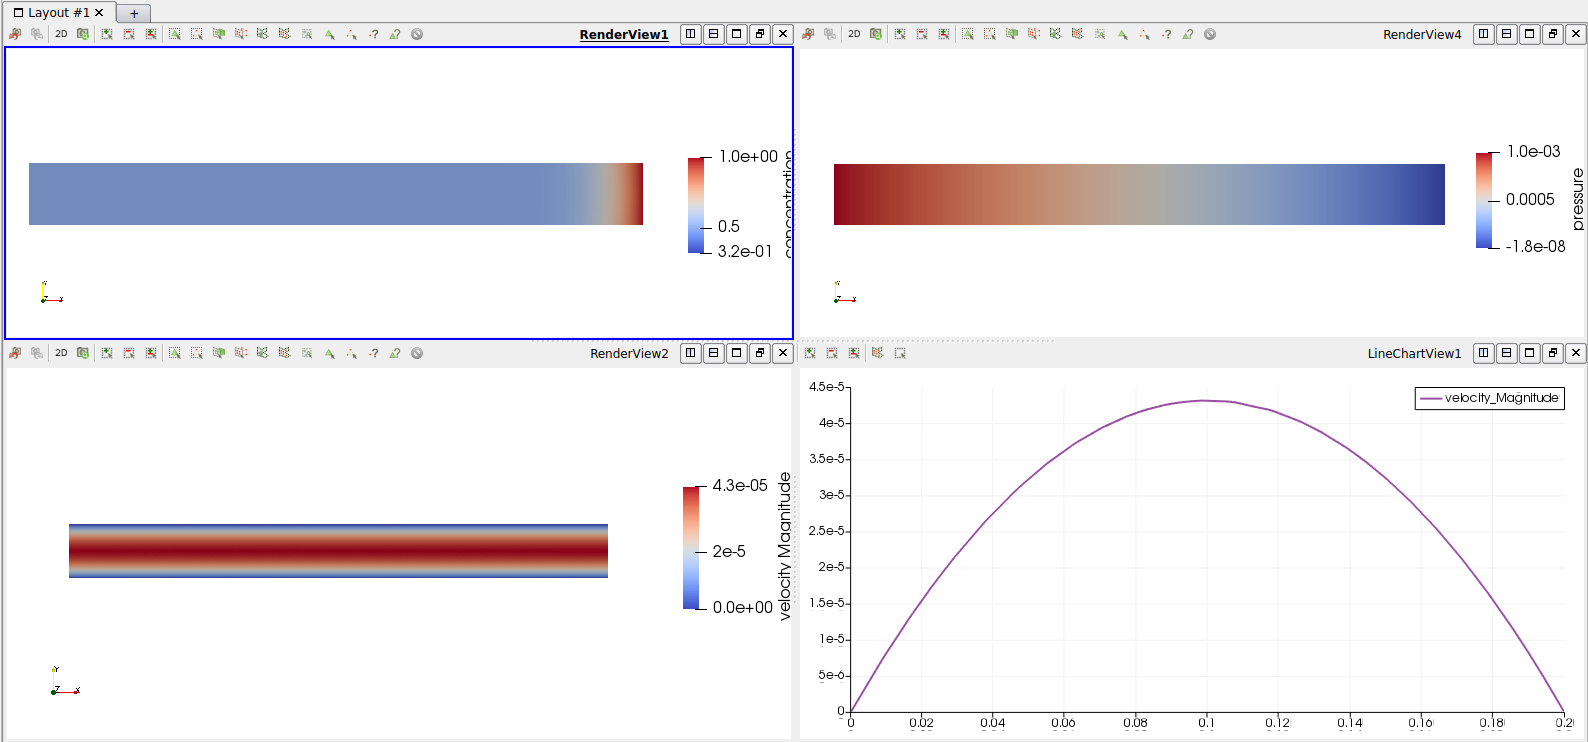 Layout #1
+
2D
RenderView1
1.0e+00
0.5
3.2e-01
concentration
Y
Z
X
2D
RenderView4
1.0e-03
0.0005
-1.8e-08
pressure
Y
Z
X
2D
RenderView2
4.3e-05
2e-5
0.0e+00
velocity Magnitude
Y
Z
X
LineChartView1
velocity_Magnitude
4.5e-5
4e-5
3.5e-5
3e-5
2.5e-5
2e-5
1.5e-5
1e-5
5e-6
0
0 0.02 0.04 0.06 0.08 0.1 0.12 0.14 0.16 0.18 0.2